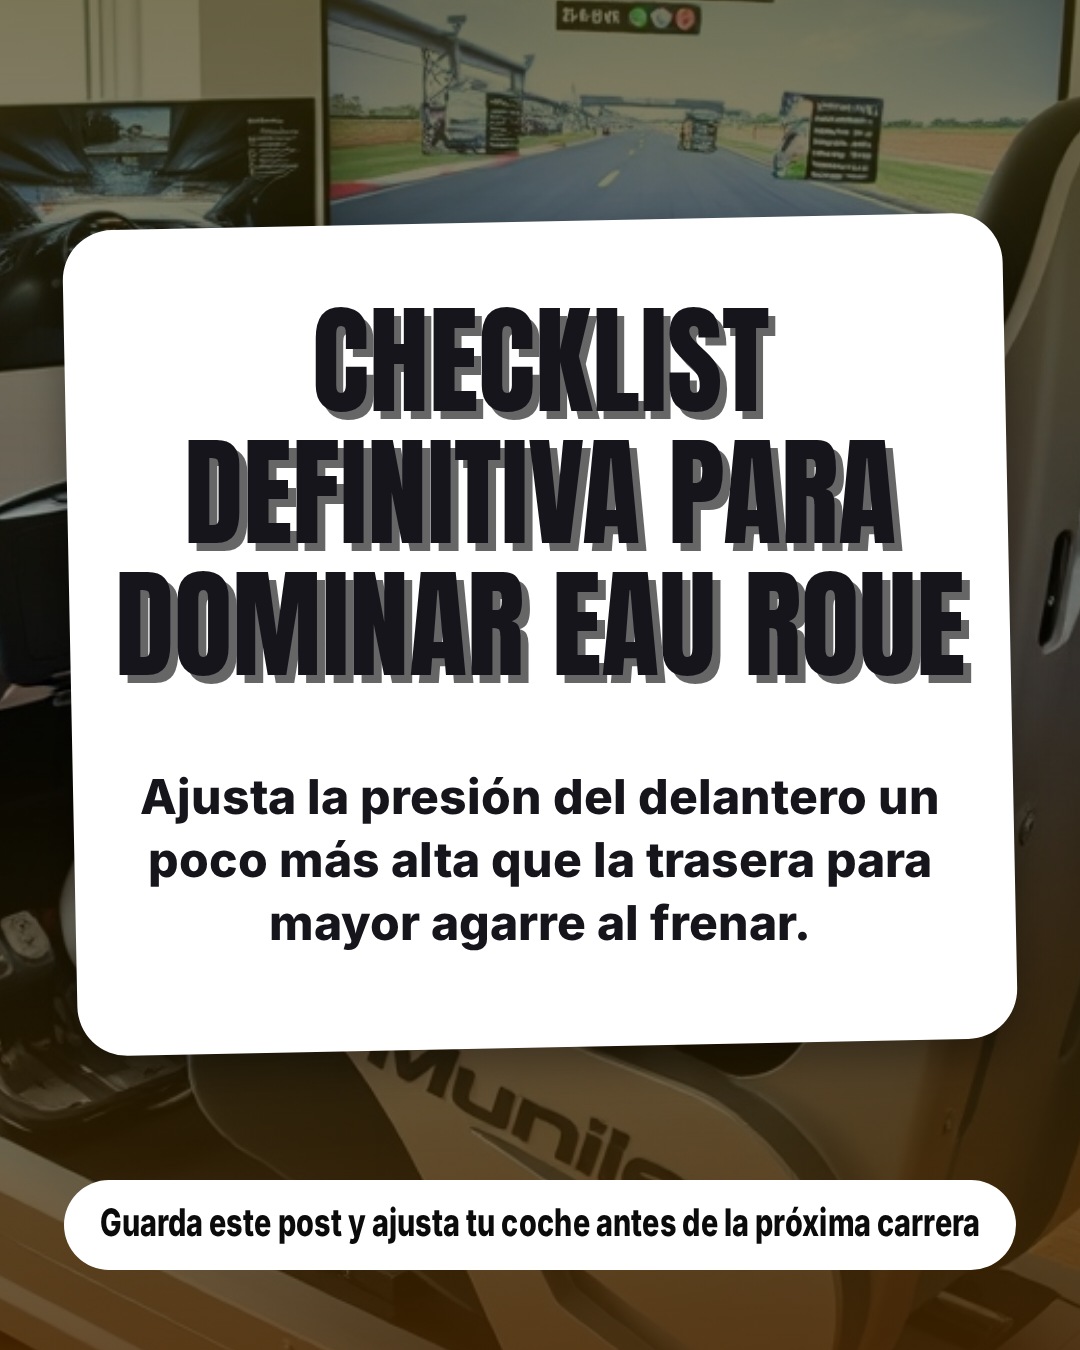 CHECKLIST
DEFINITIVA PARA
DOMINAR EAU ROUE
Ajusta la presión del delantero un
poco más alta que la trasera para
mayor agarre al frenar.
Guarda este post y ajusta tu coche antes de la próxima carrera